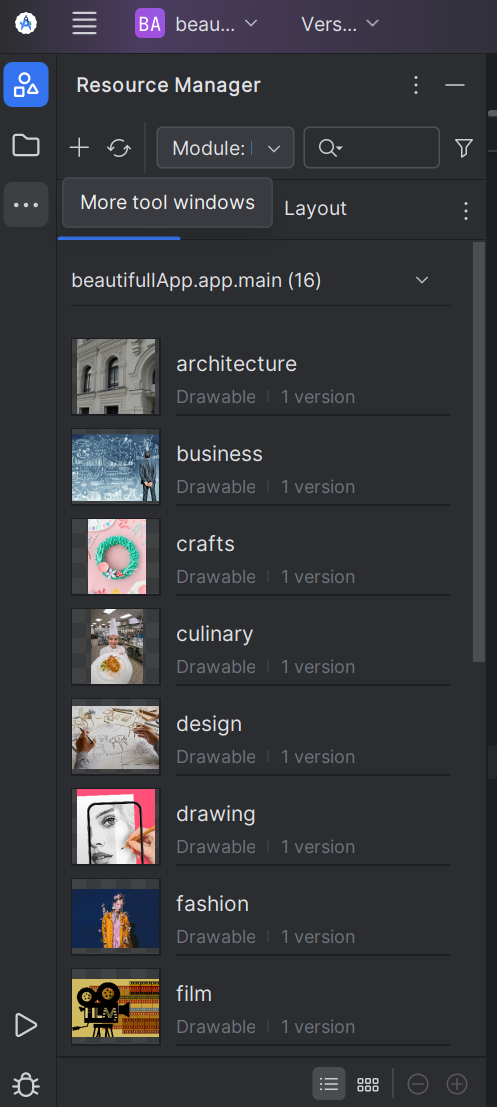 BA beau... Vers...
Resource Manager
Module:
More tool windows
Layout
beautifullApp.app.main (16)
architecture
Drawable | 1 version
business
Drawable | 1 version
crafts
Drawable | 1 version
culinary
Drawable | 1 version
design
Drawable | 1 version
drawing
Drawable | 1 version
fashion
Drawable | 1 version
film
FILM
Drawable | 1 version